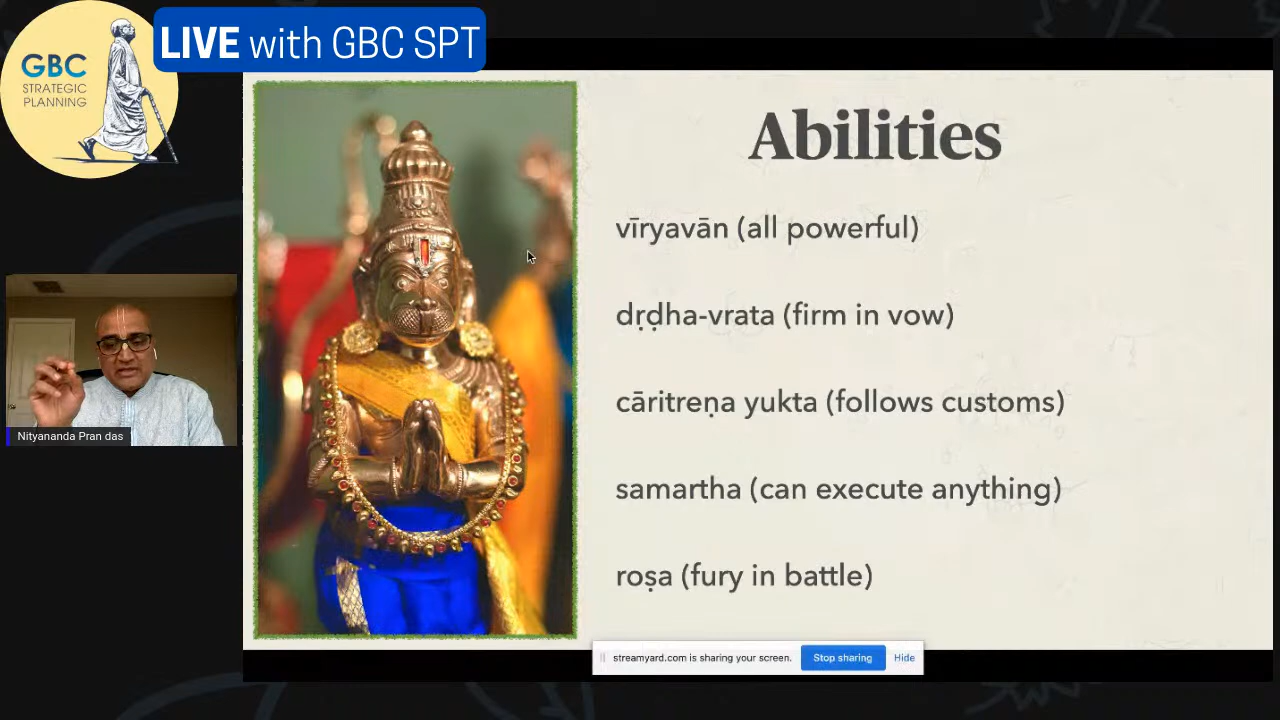 LIVE with GBC SPT
GBC
STRATEGIC
PLANNING
Abilities
vīryavān (all powerful)
dṛḍha-vrata (firm in vow)
cāritreṇa yukta (follows customs)
samartha (can execute anything)
roṣa (fury in battle)
Nityananda Pran das
streamyard.com is sharing your screen. Stop sharing Hide